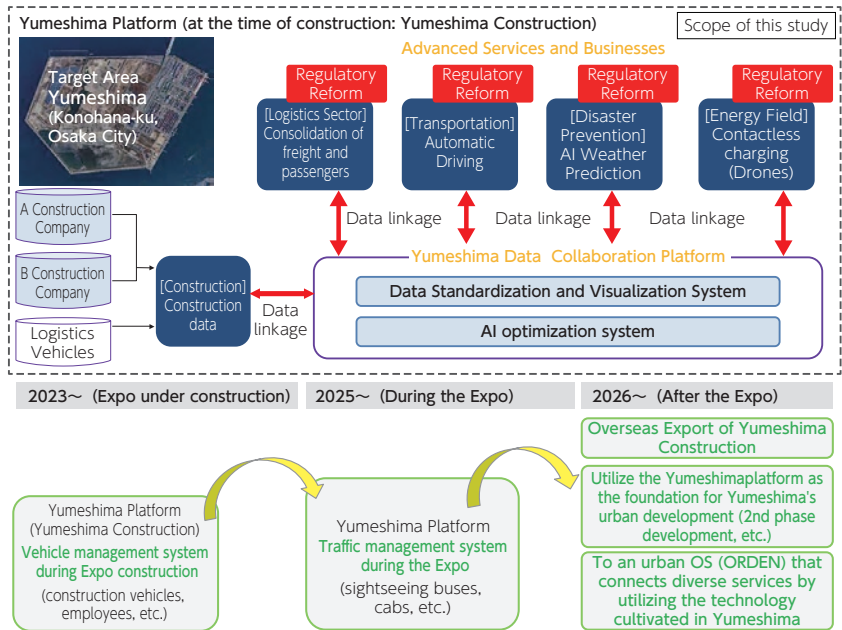 Yumeshima Platform (at the time of construction: Yumeshima Construction)
Scope of this study
Advanced Services and Businesses
Target Area
Yumeshima
(Konohana-ku,
Osaka City)
Regulatory
Reform
[Logistics Sector]
Consolidation of
freight and
passengers
Regulatory
Reform
[Transportation]
Automatic
Driving
Regulatory
Reform
[Disaster
Prevention]
AI Weather
Prediction
Regulatory
Reform
[Energy Field]
Contactless
charging
(Drones)
Data linkage
Data linkage
Data linkage
A Construction
Company
B Construction
Company
Logistics
Vehicles
[Construction]
Construction
data
Data
linkage
Yumeshima Data Collaboration Platform
Data Standardization and Visualization System
AI optimization system
2023～ (Expo under construction)
2025～ (During the Expo)
2026～ (After the Expo)
Yumeshima Platform
(Yumeshima Construction)
Vehicle management system
during Expo construction
(construction vehicles,
employees, etc.)
Yumeshima Platform
Traffic management system
during the Expo
(sightseeing buses,
cabs, etc.)
Overseas Export of Yumeshima
Construction
Utilize the Yumeshimaplatform as
the foundation for Yumeshima's
urban development (2nd phase
development, etc.)
To an urban OS (ORDEN) that
connects diverse services by
utilizing the technology
cultivated in Yumeshima